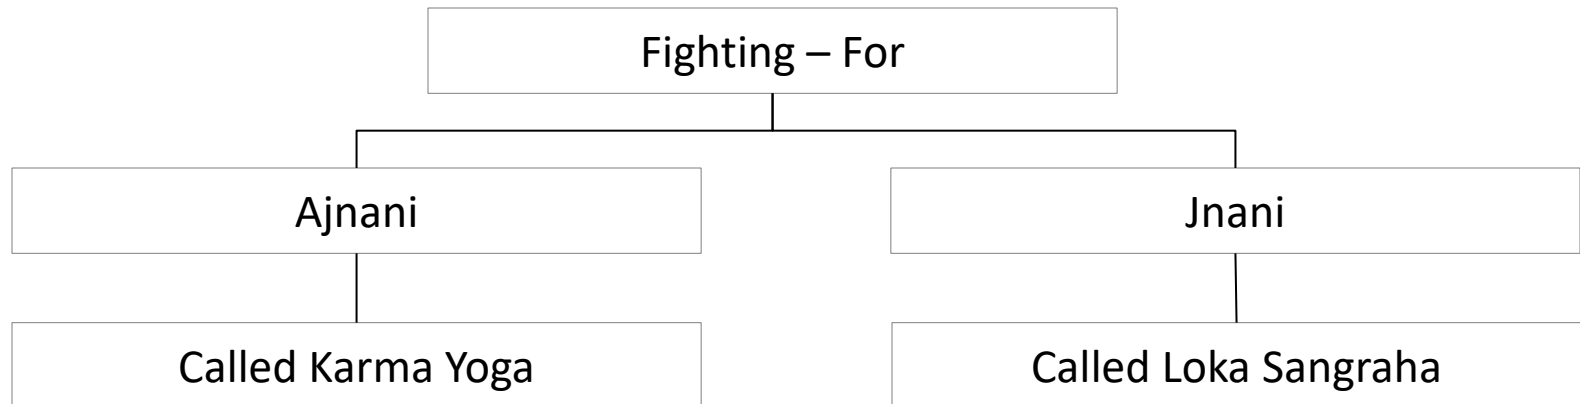 Fighting – For
Ajnani
Jnani
Called Karma Yoga
Called Loka Sangraha